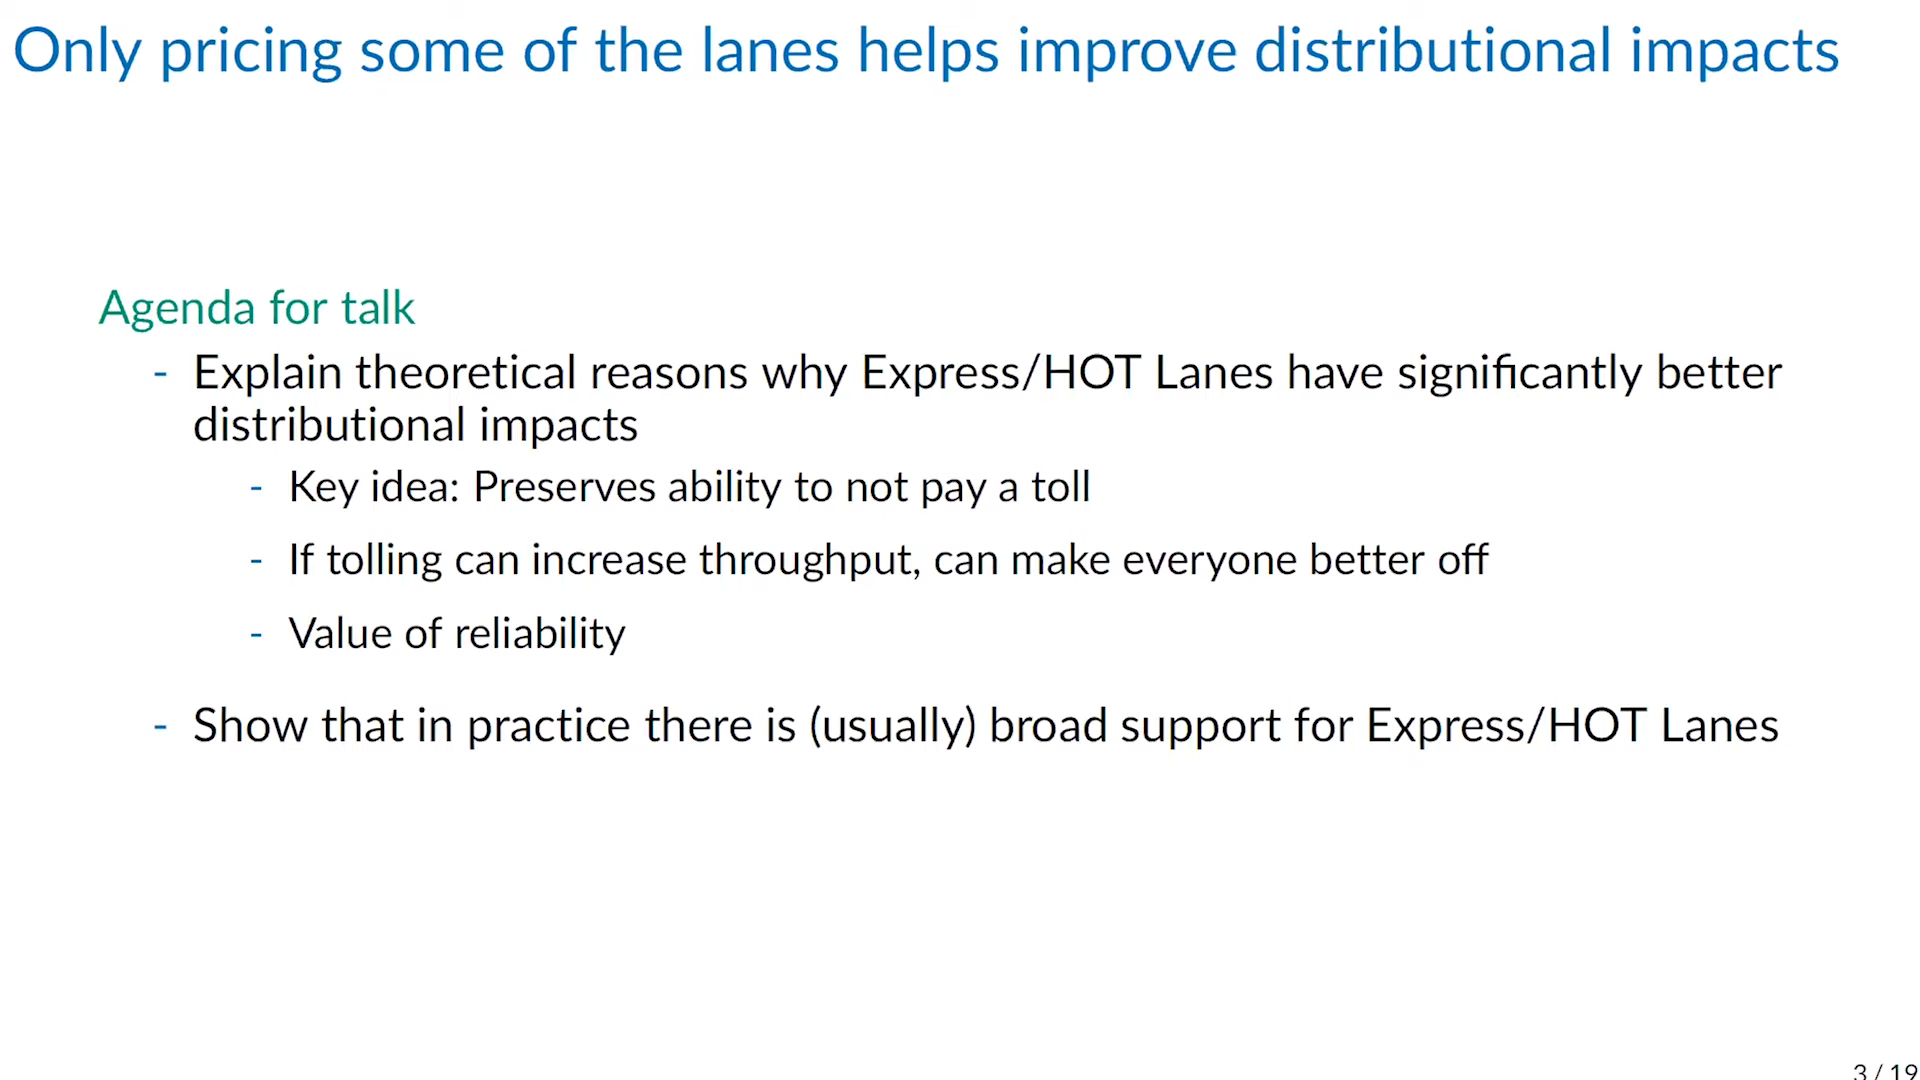 Only pricing some of the lanes helps improve distributional impacts
Agenda for talk
- Explain theoretical reasons why Express/HOT Lanes have significantly better
distributional impacts
- Key idea: Preserves ability to not pay a toll
- If tolling can increase throughput, can make everyone better off
- Value of reliability
- Show that in practice there is (usually) broad support for Express/HOT Lanes
3 / 19